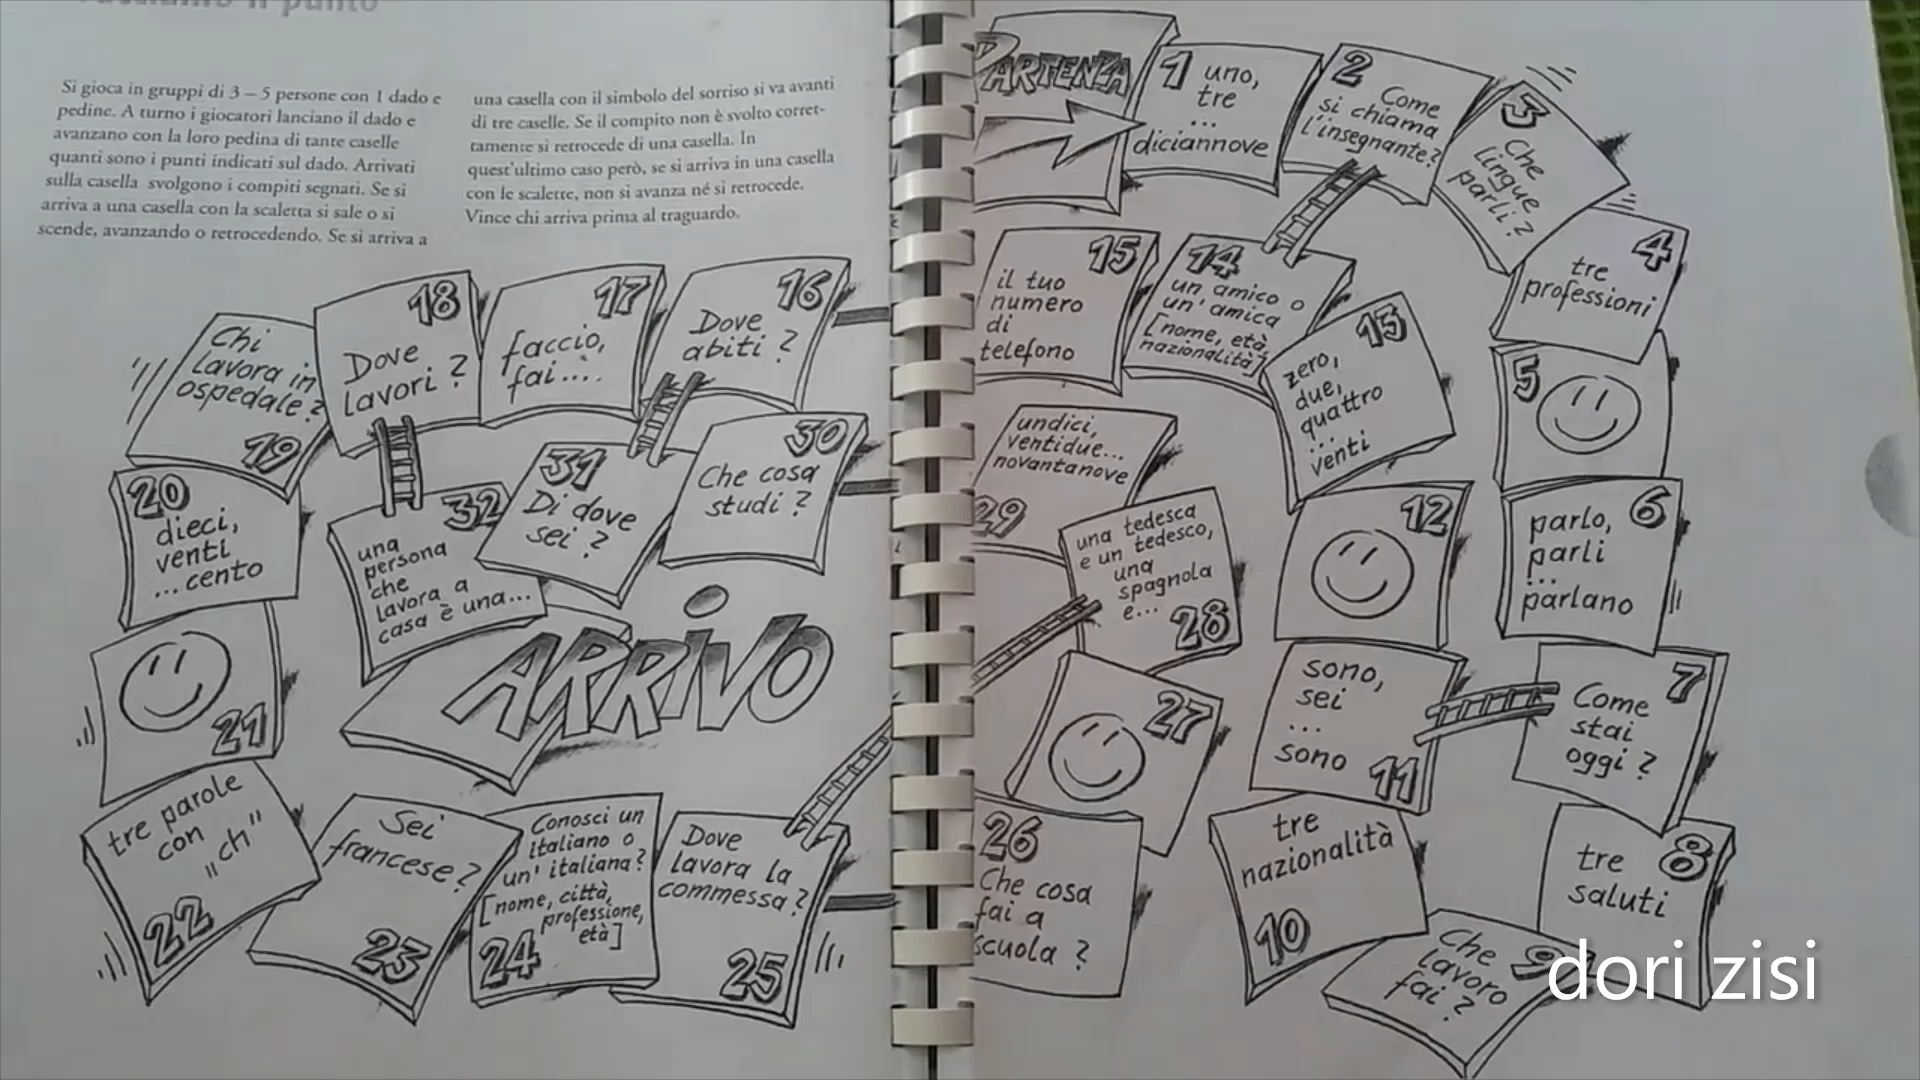 il punto
Si gioca in gruppi di 3 – 5 persone con 1 dado e
pedine. A turno i giocatori lanciano il dado e
avanzano con la loro pedina di tante caselle
quanti sono i punti indicati sul dado. Arrivati
sulla casella svolgono i compiti segnati. Se si
arriva a una casella con la scaletta si sale o si
scende, avanzando o retrocedendo. Se si arriva a
una casella con il simbolo del sorriso si va avanti
di tre caselle. Se il compito non è svolto corret-
tamente si retrocede di una casella. In
quest'ultimo caso però, se si arriva in una casella
con le scalette, non si avanza né si retrocede.
Vince chi arriva prima al traguardo.
PARTENZA
1 uno,
tre
...
diciannove
2 Come
si chiama
l'insegnante?
3
Che
lingue
parli?
4
tre
professioni
5
6
parlo,
parli
...
parlano
7
Come
stai
oggi?
8
tre
saluti
9
Che
lavoro
fai?
tre
nazionalità
10
sono,
sei
...
sono
11
12
13
zero,
due,
quattro
...
venti
14
un amico o
un'amica
[nome, età,
nazionalità]
15
il tuo
numero
di
telefono
16
Dove
abiti?
17
faccio,
fai....
18
Dove
lavori?
Chi
lavora in
ospedale?
19
20
dieci,
venti
...cento
21
tre parole
con
"ch"
22
Sei
francese?
23
Conosci un
italiano o
un'italiana?
[nome, città,
professione,
età]
24
Dove
lavora la
commessa?
25
26
Che cosa
fai a
scuola?
27
una tedesca
e un tedesco,
una
spagnola
e...
28
undici,
ventidue...
novantanove
29
30
Che cosa
studi?
31
Di dove
sei?
32
una
persona
che
lavora a
casa è una...
ARRIVO
dori zisi